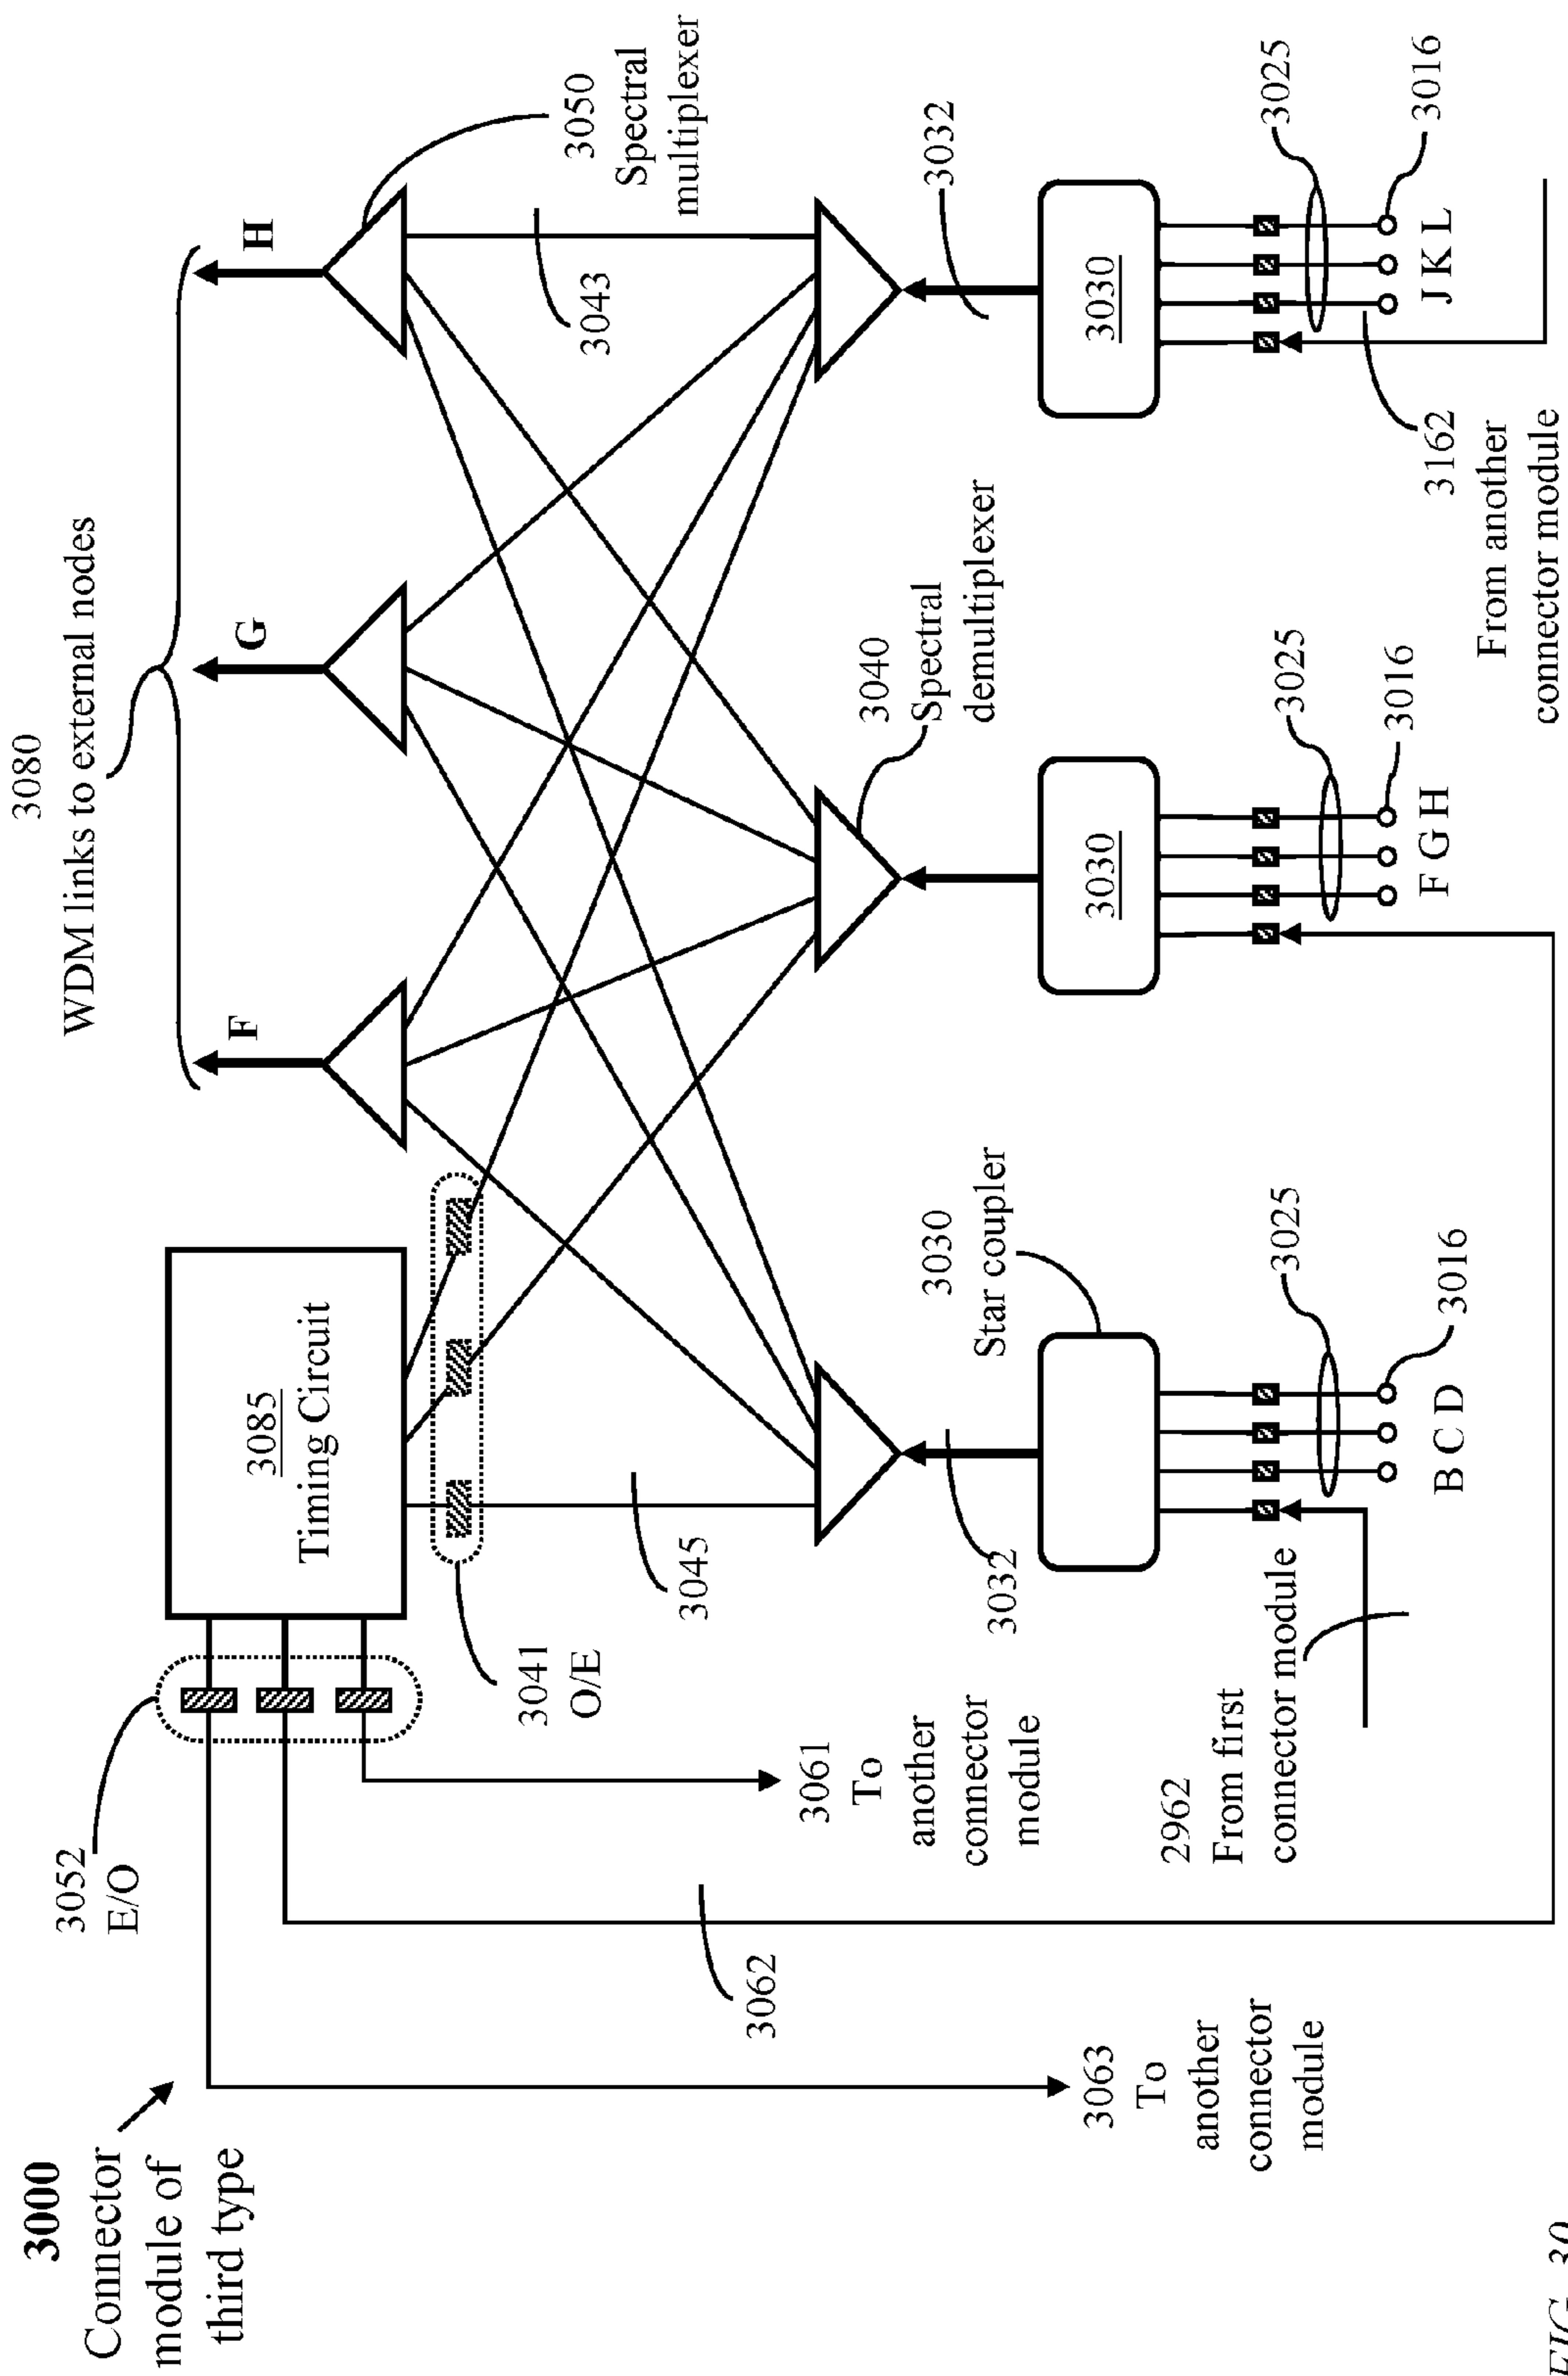 3000
Connector
module of
third type
3080
WDM links to external nodes
F
G
H
3050
Spectral
multiplexer
3052
E/O
3085
Timing Circuit
3041
O/E
3043
3045
3040
Spectral
demultiplexer
3061
To
another
connector
module
3062
3063
To
another
connector
module
3032
3032
3030
Star coupler
3030
3030
2962
From first
connector module
3025
3016
B C D
3025
3016
F G H
3025
3016
J K L
3162
From another
connector module
FIG. 30